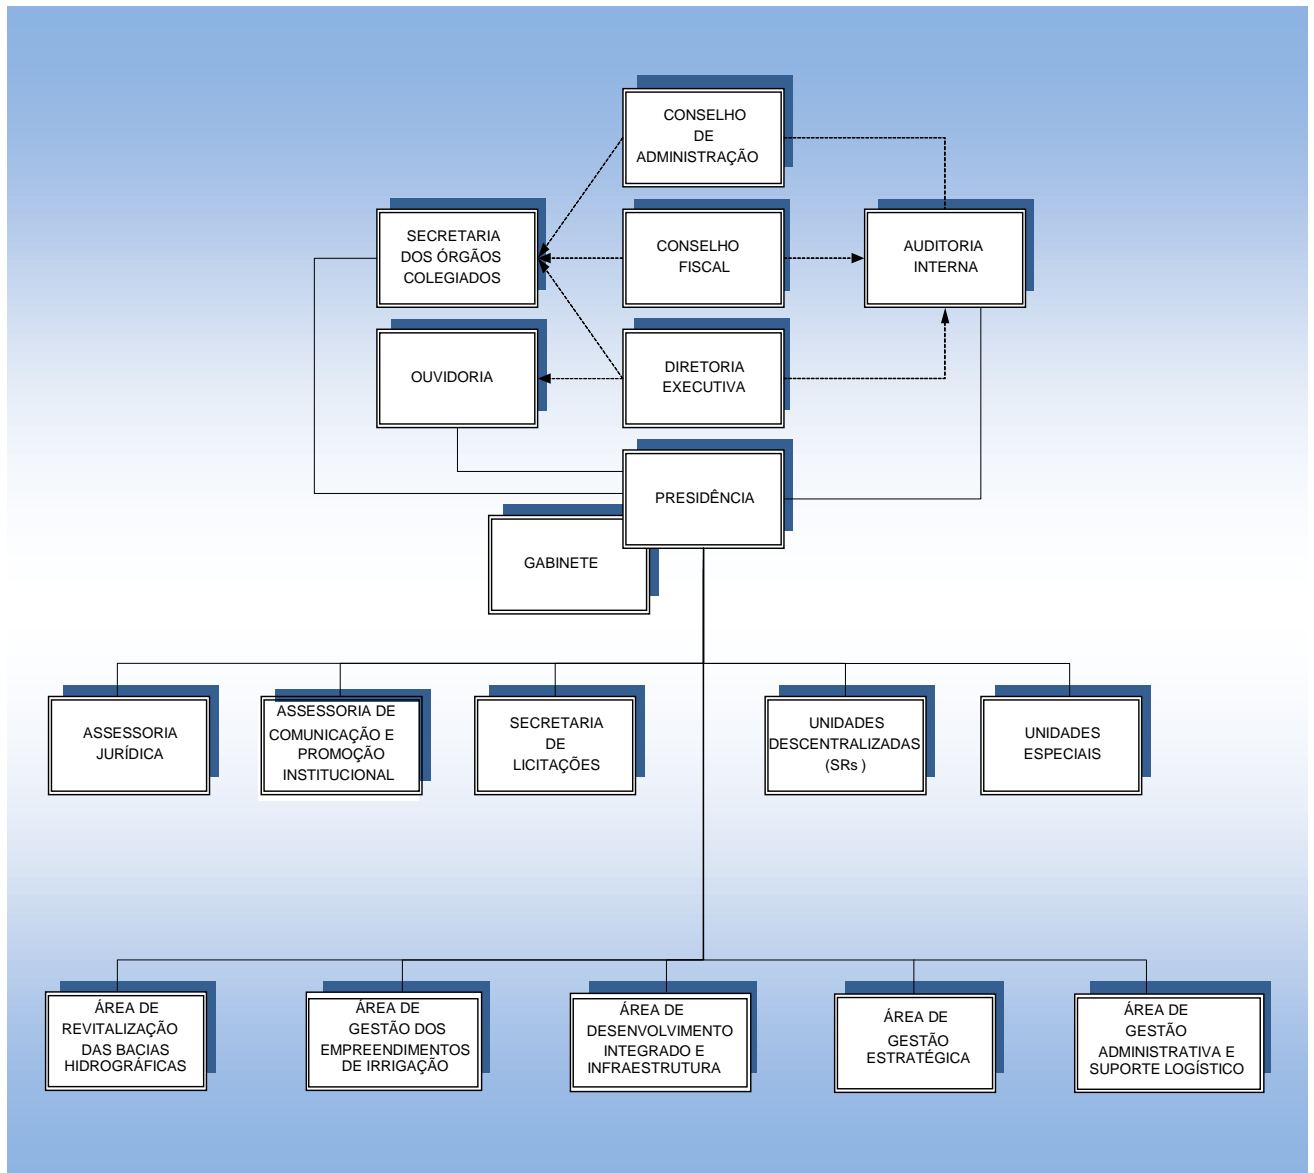 CONSELHO
DE
ADMINISTRAÇÃO
SECRETARIA
DOS ÓRGÃOS
COLEGIADOS
CONSELHO
FISCAL
AUDITORIA
INTERNA
OUVIDORIA
DIRETORIA
EXECUTIVA
PRESIDÊNCIA
GABINETE
ASSESSORIA
JURÍDICA
ASSESSORIA DE
COMUNICAÇÃO E
PROMOÇÃO
INSTITUCIONAL
SECRETARIA
DE
LICITAÇÕES
UNIDADES
DESCENTRALIZADAS
(SRs )
UNIDADES
ESPECIAIS
ÁREA DE
REVITALIZAÇÃO
DAS BACIAS
HIDROGRÁFICAS
ÁREA DE
GESTÃO DOS
EMPREENDIMENTOS
DE IRRIGAÇÃO
ÁREA DE
DESENVOLVIMENTO
INTEGRADO E
INFRAESTRUTURA
ÁREA DE
GESTÃO
ESTRATÉGICA
ÁREA DE
GESTÃO
ADMINISTRATIVA E
SUPORTE LOGÍSTICO